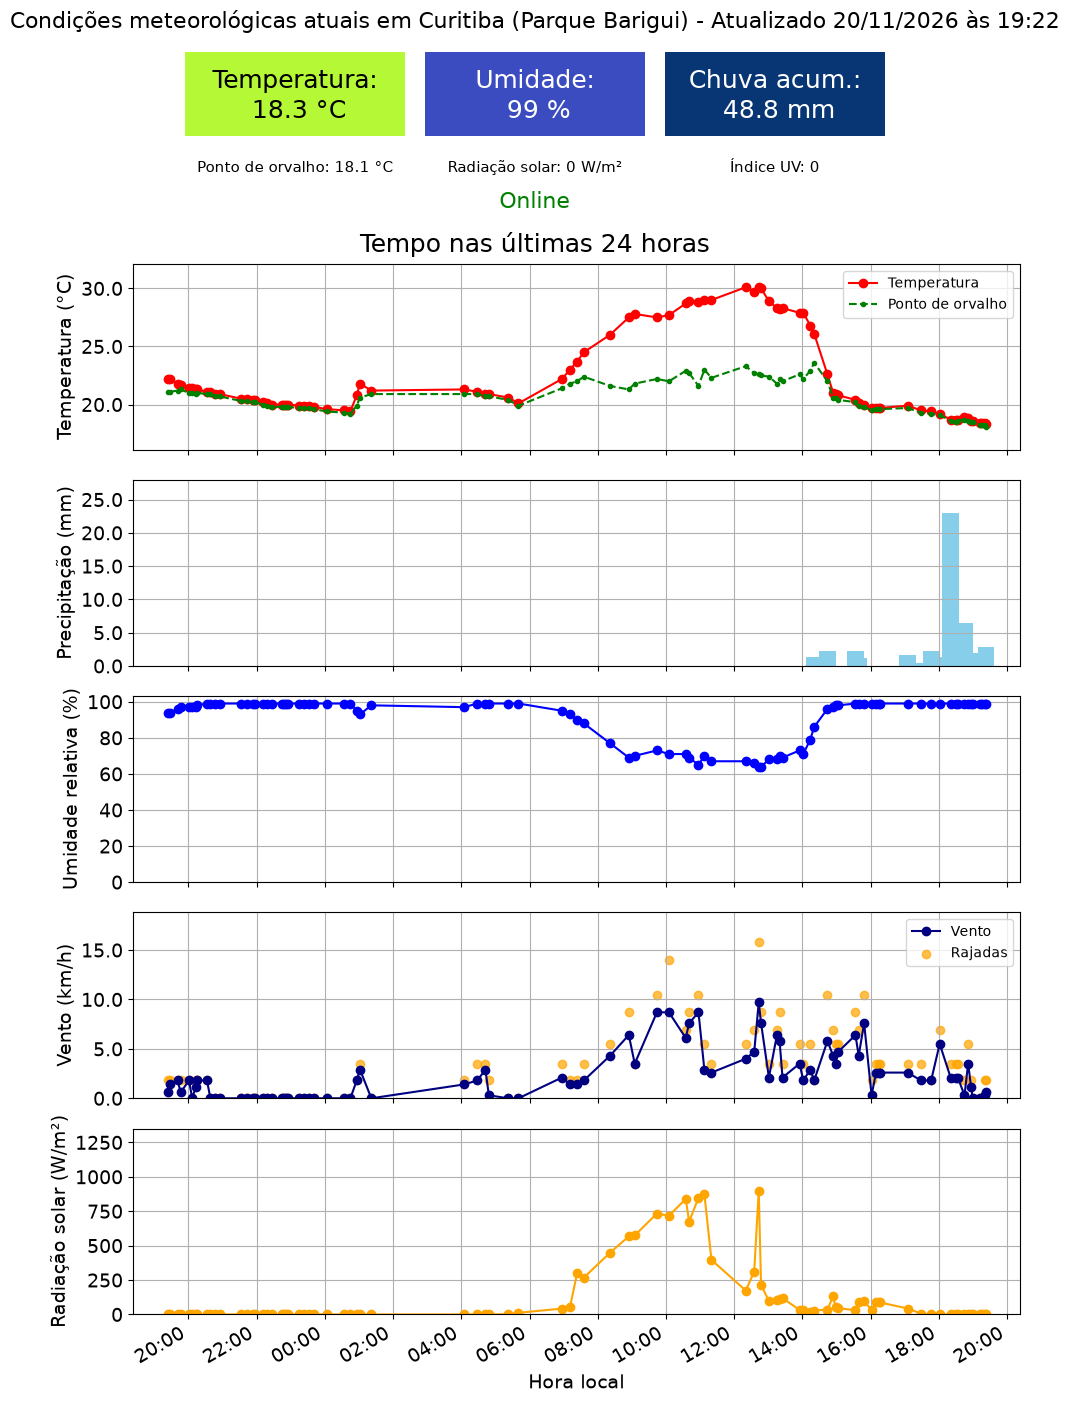 Condições meteorológicas atuais em Curitiba (Parque Barigui) - Atualizado 20/11/2026 às 19:22
Temperatura:
18.3 °C
Umidade:
99 %
Chuva acum.:
48.8 mm
Ponto de orvalho: 18.1 °C
Radiação solar: 0 W/m²
Índice UV: 0
Online
Tempo nas últimas 24 horas
Temperatura (°C)
30.0
25.0
20.0
Temperatura
Ponto de orvalho
Precipitação (mm)
25.0
20.0
15.0
10.0
5.0
0.0
Umidade relativa (%)
100
80
60
40
20
0
Vento (km/h)
15.0
10.0
5.0
0.0
Vento
Rajadas
Radiação solar (W/m²)
1250
1000
750
500
250
0
20:00
22:00
00:00
02:00
04:00
06:00
08:00
10:00
12:00
14:00
16:00
18:00
20:00
Hora local